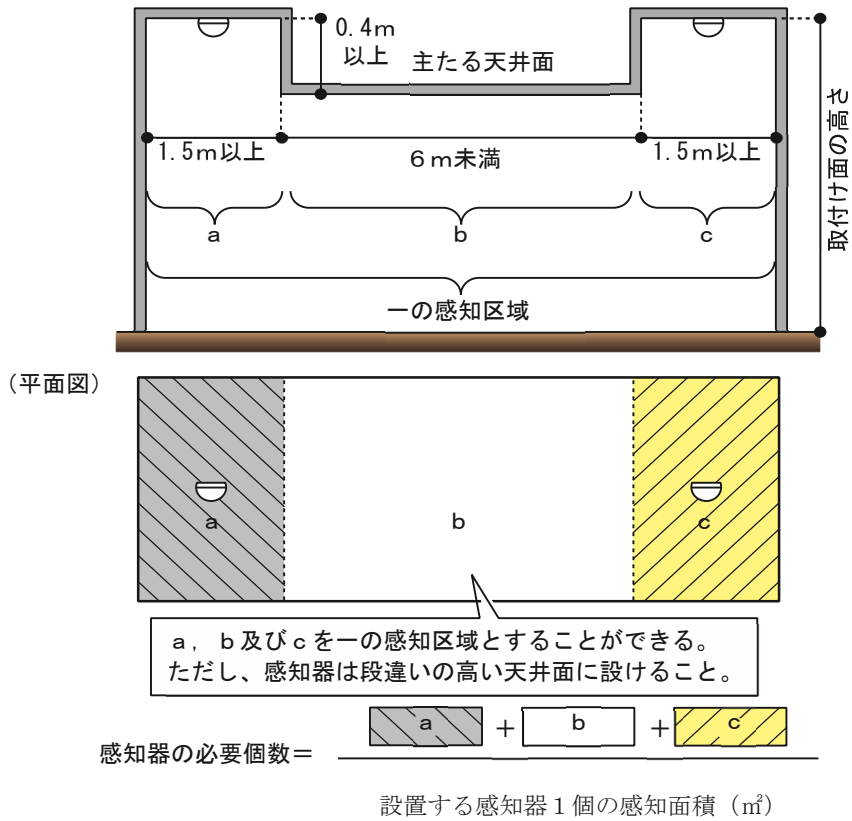 0.4m
以上
主たる天井面
取付け面の高さ
1.5m以上
6m未満
1.5m以上
a
b
c
一の感知区域
(平面図)
a
b
c
a,b及びcを一の感知区域とすることができる。
ただし、感知器は段違いの高い天井面に設けること。
感知器の必要個数=
a + b + c
設置する感知器1個の感知面積(㎡)